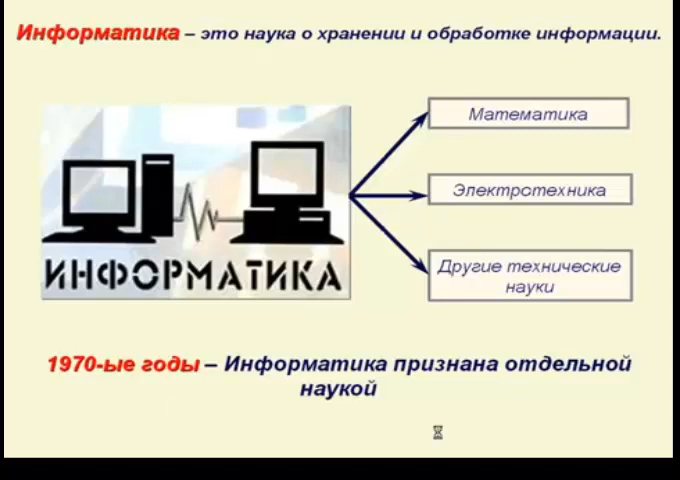 Информатика – это наука о хранении и обработке информации.
Математика
Электротехника
Другие технические
науки
ИНФОРМАТИКА
1970-ые годы – Информатика признана отдельной
наукой